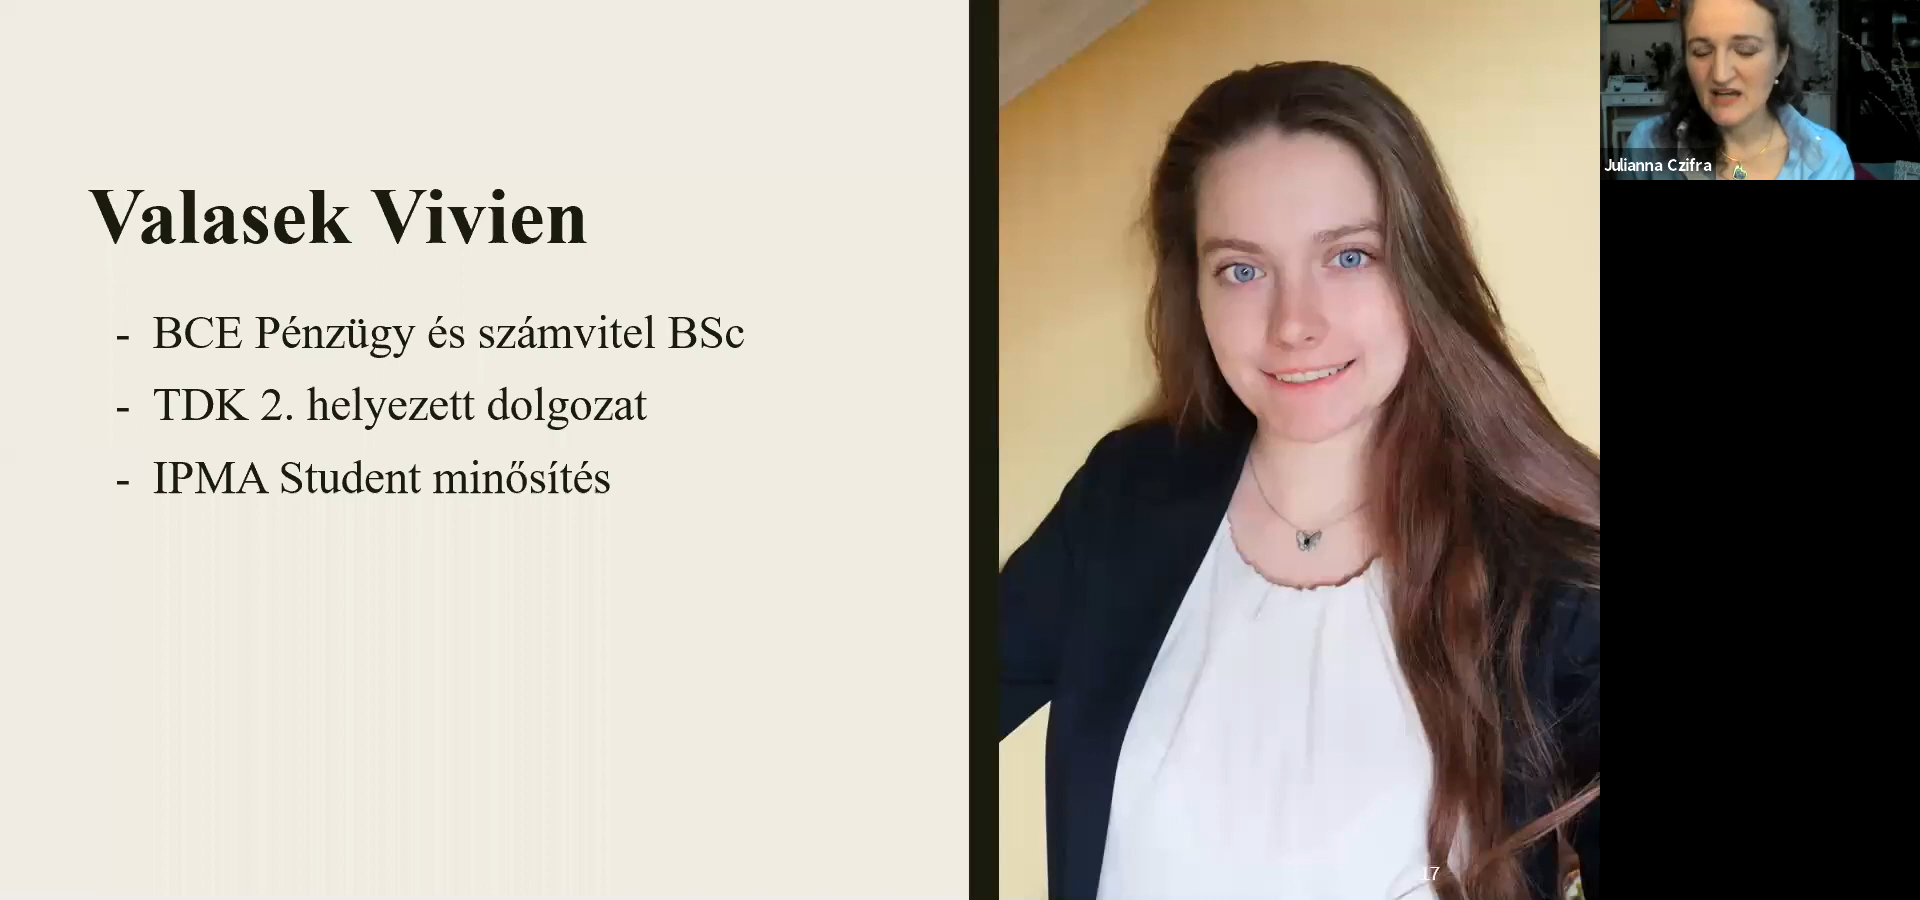 Valasek Vivien
- BCE Pénzügy és számvitel BSc
- TDK 2. helyezett dolgozat
- IPMA Student minősítés
17
Julianna Czifra